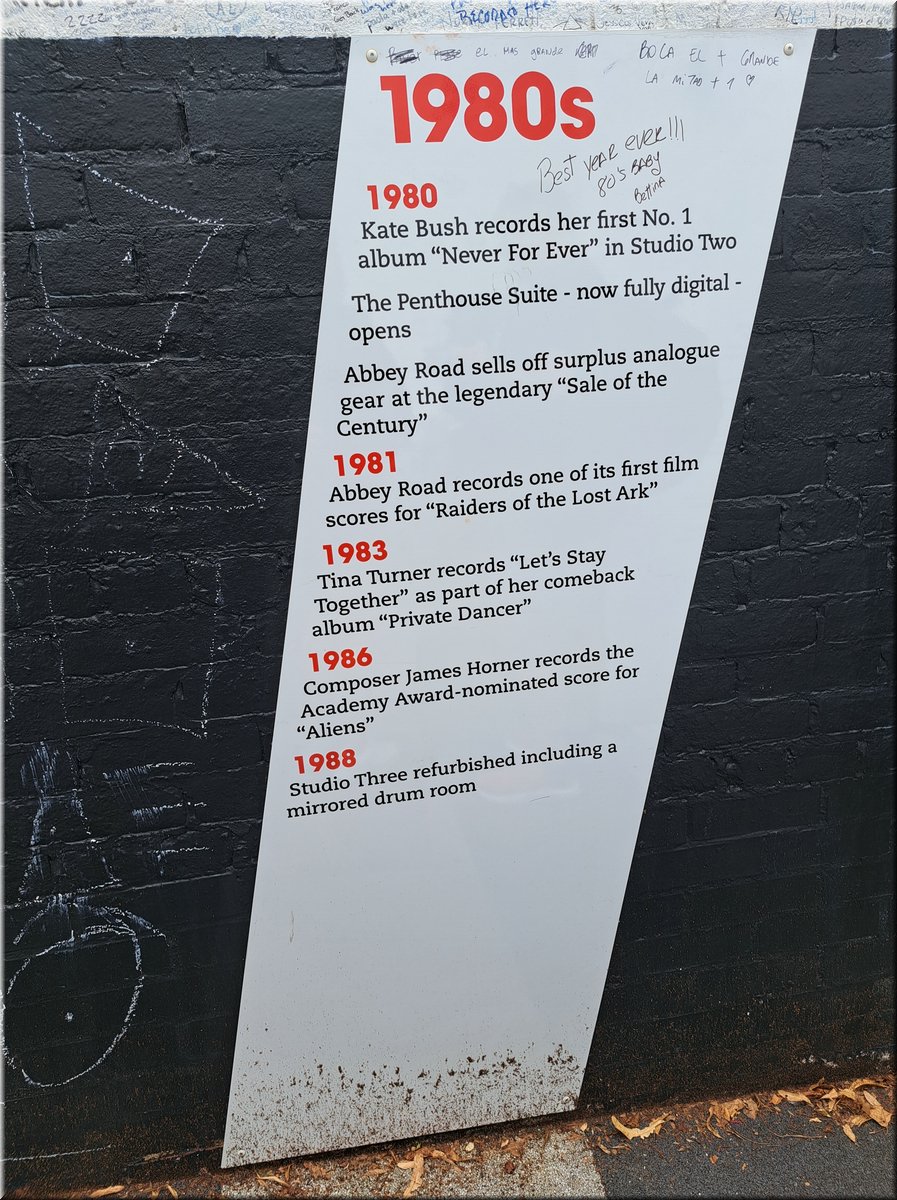 2222
RECORDED HER
EL MAS GRANDE
BOCA EL + GRANDE
LA MITAD + 1 ♡
1980s
BEST YEAR EVER!!!
80'S BABY
Bettina
1980
Kate Bush records her first No. 1
album “Never For Ever” in Studio Two
The Penthouse Suite - now fully digital -
opens
Abbey Road sells off surplus analogue
gear at the legendary “Sale of the
Century”
1981
Abbey Road records one of its first film
scores for “Raiders of the Lost Ark”
1983
Tina Turner records “Let’s Stay
Together” as part of her comeback
album “Private Dancer”
1986
Composer James Horner records the
Academy Award-nominated score for
“Aliens”
1988
Studio Three refurbished including a
mirrored drum room